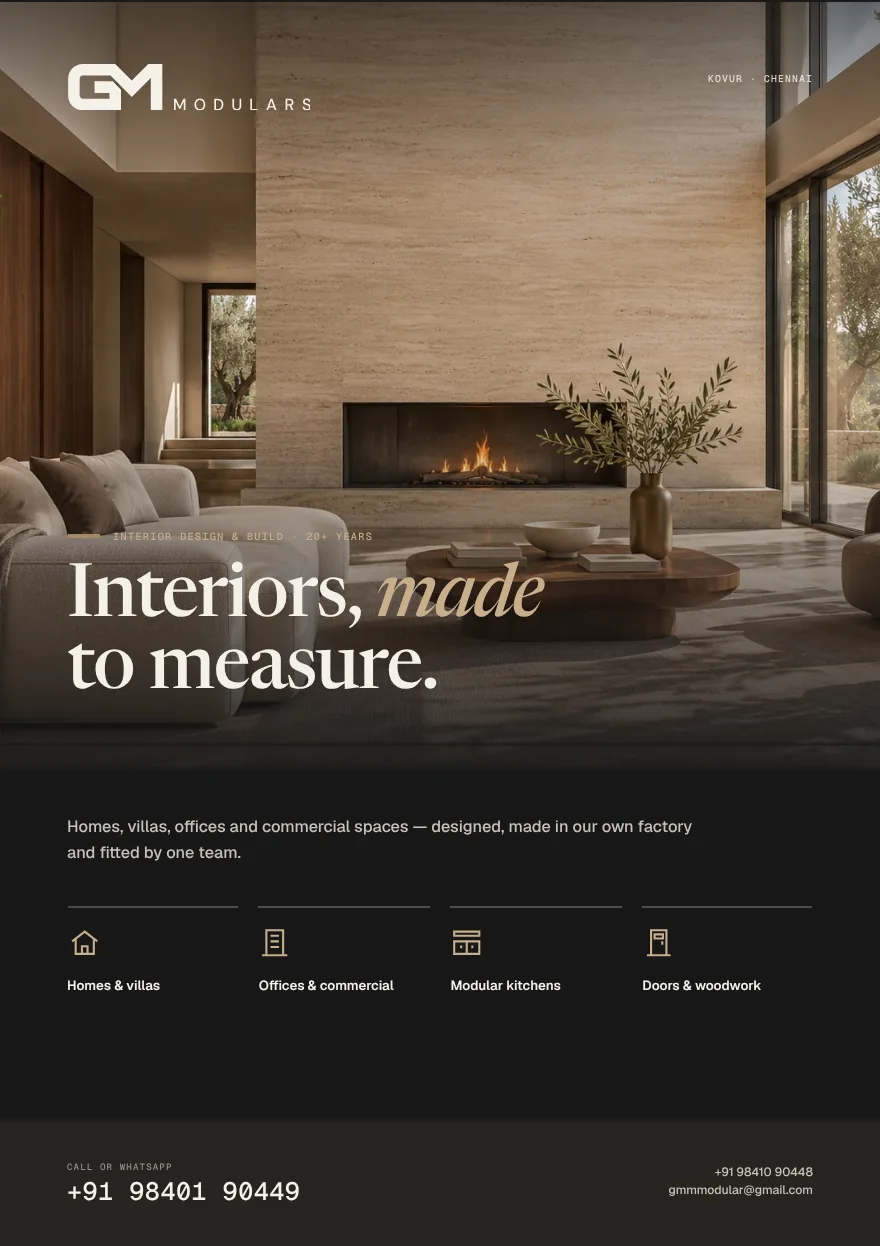 GM MODULARS
KOVUR · CHENNAI
INTERIOR DESIGN & BUILD · 20+ YEARS
Interiors, made
to measure.
Homes, villas, offices and commercial spaces — designed, made in our own factory
and fitted by one team.
Homes & villas
Offices & commercial
Modular kitchens
Doors & woodwork
CALL OR WHATSAPP
+91 98401 90449
+91 98410 90448
gmmmodular@gmail.com